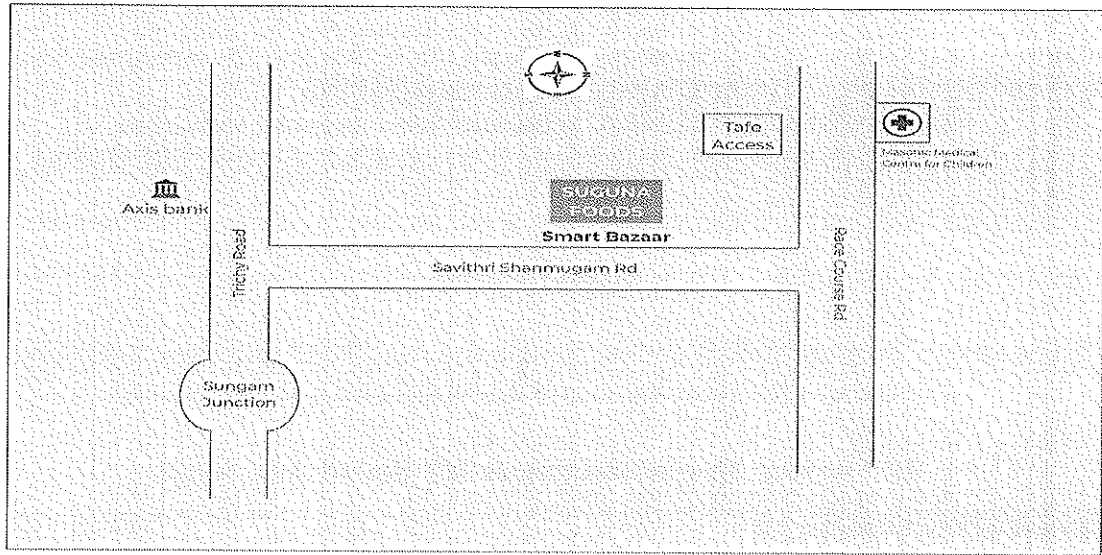 Tafe
Access
Masonic Medical
Centre for Children
Axis bank
SUGUNA
FOODS
Smart Bazaar
Trichy Road
Savithri Shanmugam Rd
Race Course Rd
Sungam
Junction